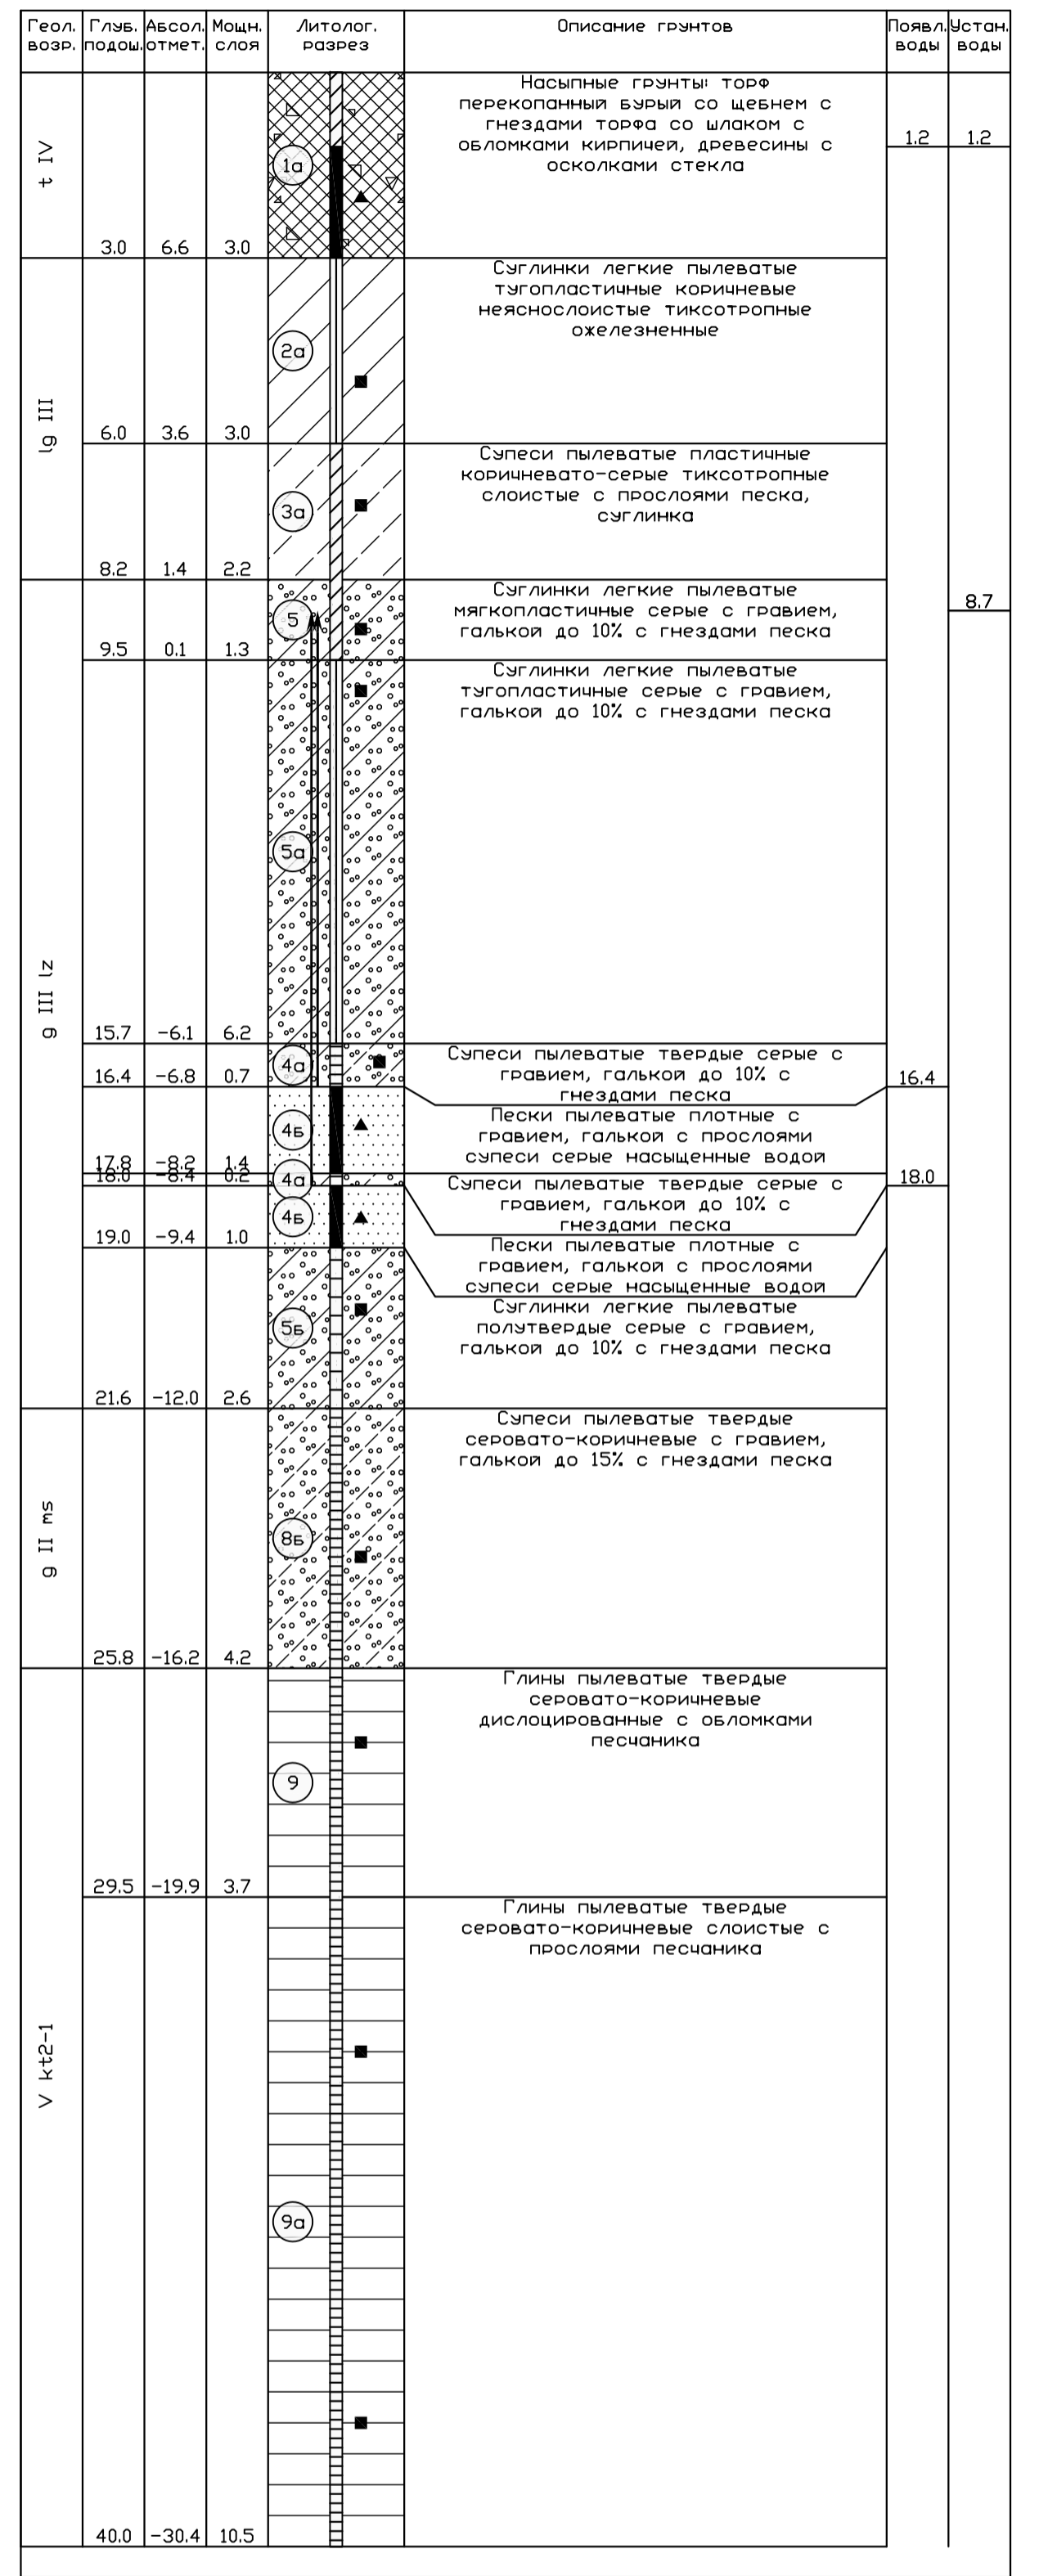 Геол. возр.
Глуб. подош.
Абсол. отмет.
Мощн. слоя
Литолог. разрез
Описание грунтов
Появл. воды
Устан. воды
t IV
1а
3.0 6.6 3.0
Насыпные грунты: торф
перекопанный бурый со щебнем с
гнездами торфа со шлаком с
обломками кирпичей, древесины с
осколками стекла
1.2 1.2
lg III
2а
6.0 3.6 3.0
Суглинки легкие пылеватые
тугопластичные коричневые
неяснослоистые тиксотропные
ожелезненные
3а
8.2 1.4 2.2
Супеси пылеватые пластичные
коричневато-серые тиксотропные
слоистые с прослоями песка,
суглинка
g III lz
5
9.5 0.1 1.3
Суглинки легкие пылеватые
мягкопластичные серые с гравием,
галькой до 10% с гнездами песка
8.7
5а
15.7 -6.1 6.2
Суглинки легкие пылеватые
тугопластичные серые с гравием,
галькой до 10% с гнездами песка
4а
16.4 -6.8 0.7
Супеси пылеватые твердые серые с
гравием, галькой до 10% с
гнездами песка
16.4
4б
17.8 -8.2 1.4
Пески пылеватые плотные с
гравием, галькой с прослоями
супеси серые насыщенные водой
4а
18.0 -8.4 0.2
Супеси пылеватые твердые серые с
гравием, галькой до 10% с
гнездами песка
18.0
4б
19.0 -9.4 1.0
Пески пылеватые плотные с
гравием, галькой с прослоями
супеси серые насыщенные водой
5б
21.6 -12.0 2.6
Суглинки легкие пылеватые
полутвердые серые с гравием,
галькой до 10% с гнездами песка
g II ms
8б
25.8 -16.2 4.2
Супеси пылеватые твердые
серовато-коричневые с гравием,
галькой до 15% с гнездами песка
V kt2-1
9
29.5 -19.9 3.7
Глины пылеватые твердые
серовато-коричневые
дислоцированные с обломками
песчаника
9а
40.0 -30.4 10.5
Глины пылеватые твердые
серовато-коричневые слоистые с
прослоями песчаника